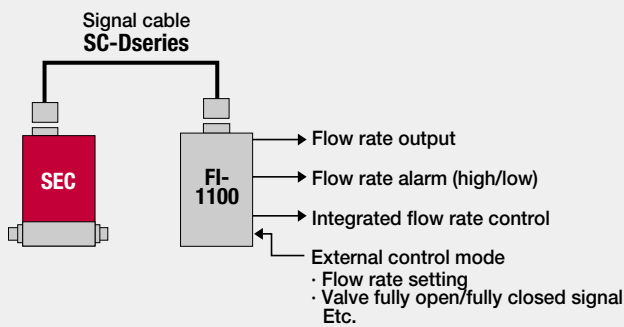 Signal cable
SC-Dseries
SEC
FI-
1100
Flow rate output
Flow rate alarm (high/low)
Integrated flow rate control
External control mode
· Flow rate setting
· Valve fully open/fully closed signal
Etc.